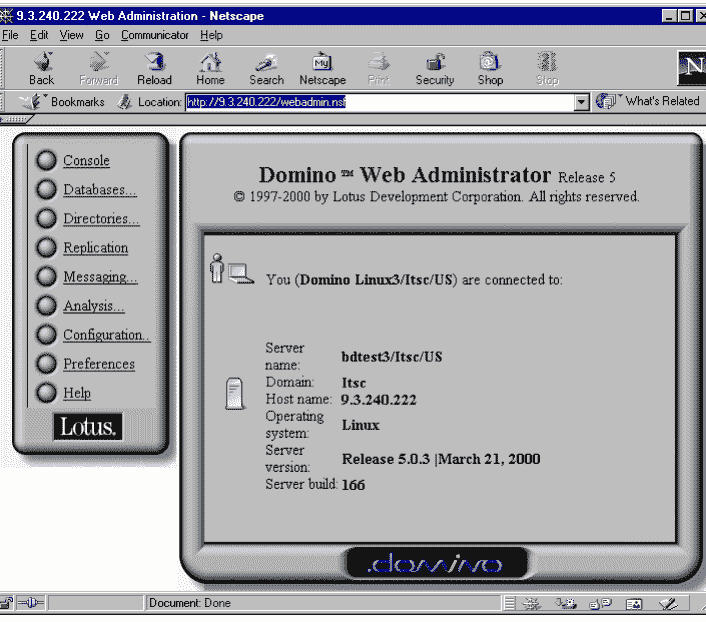 9.3.240.222 Web Administration - Netscape
File Edit View Go Communicator Help
Back Forward Reload Home Search My Netscape Print Security Shop Stop N
Bookmarks Location: http://9.3.240.222/webadmin.nsf What's Related
Console
Databases...
Directories...
Replication
Messaging...
Analysis...
Configuration..
Preferences
Help
Lotus.
Domino ™ Web Administrator Release 5
© 1997-2000 by Lotus Development Corporation. All rights reserved.
You (Domino Linux3/Itsc/US) are connected to:
Server
name: bdtest3/Itsc/US
Domain: Itsc
Host name: 9.3.240.222
Operating
system: Linux
Server
version: Release 5.0.3 |March 21, 2000
Server build: 166
.domino
Document: Done